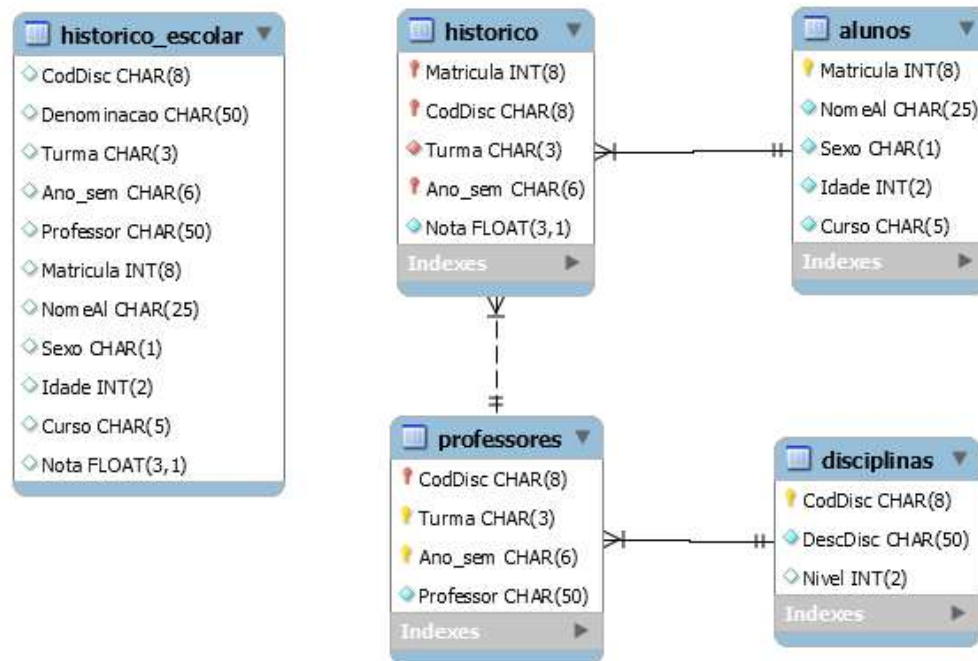 historico_escolar
CodDisc CHAR(8)
Denominacao CHAR(50)
Turma CHAR(3)
Ano_sem CHAR(6)
Professor CHAR(50)
Matricula INT(8)
NomeAl CHAR(25)
Sexo CHAR(1)
Idade INT(2)
Curso CHAR(5)
Nota FLOAT(3,1)
historico
Matricula INT(8)
CodDisc CHAR(8)
Turma CHAR(3)
Ano_sem CHAR(6)
Nota FLOAT(3,1)
Indexes
alunos
Matricula INT(8)
NomeAl CHAR(25)
Sexo CHAR(1)
Idade INT(2)
Curso CHAR(5)
Indexes
professores
CodDisc CHAR(8)
Turma CHAR(3)
Ano_sem CHAR(6)
Professor CHAR(50)
Indexes
disciplinas
CodDisc CHAR(8)
DescDisc CHAR(50)
Nivel INT(2)
Indexes